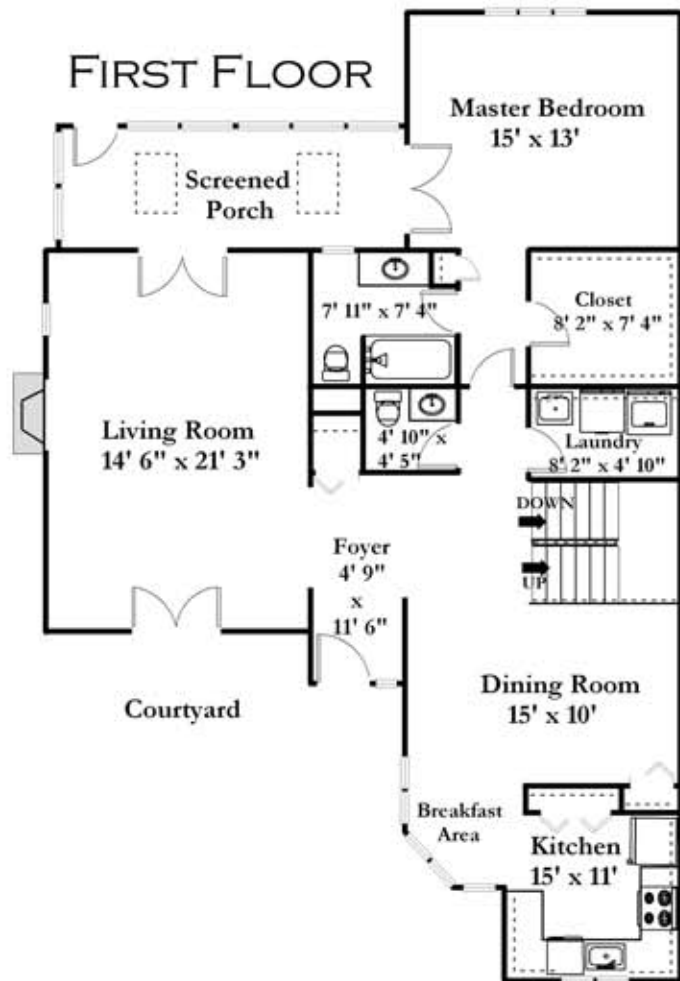 FIRST FLOOR
Master Bedroom
15' x 13'
Screened
Porch
7' 11" x 7' 4"
Closet
8' 2" x 7' 4"
Living Room
14' 6" x 21' 3"
4' 10" x
4' 5"
Laundry
8' 2" x 4' 10"
DOWN
UP
Foyer
4' 9"
x
11' 6"
Courtyard
Dining Room
15' x 10'
Breakfast
Area
Kitchen
15' x 11'